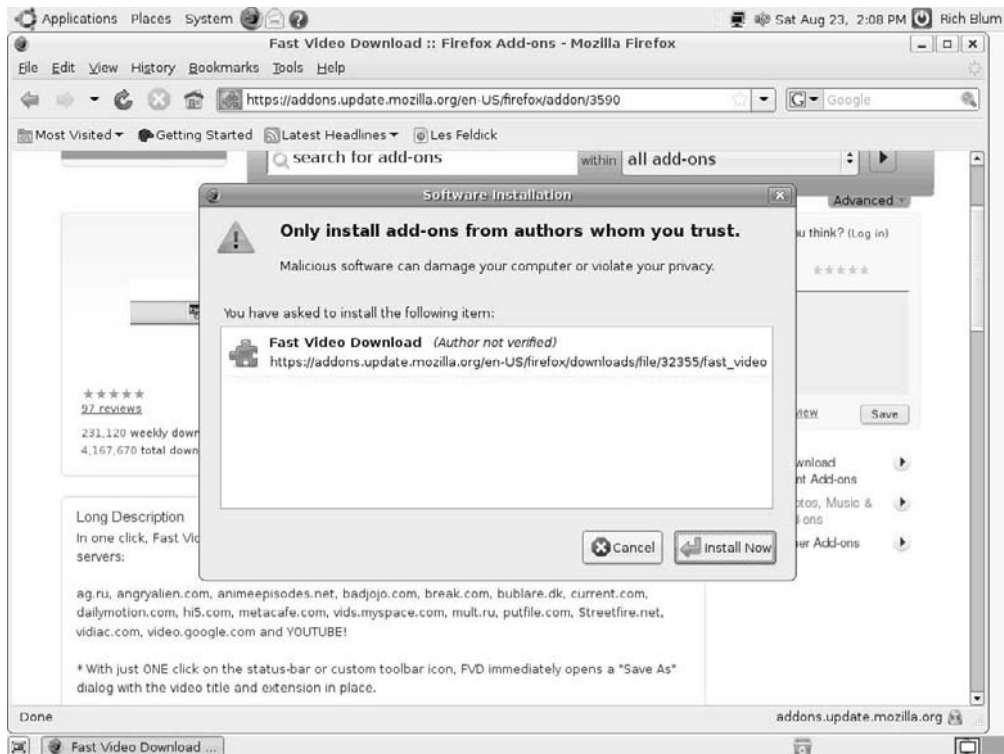 Applications Places System
Sat Aug 23, 2:08 PM Rich Blum
Fast Video Download :: Firefox Add-ons - Mozilla Firefox
File Edit View History Bookmarks Tools Help
https://addons.update.mozilla.org/en-US/firefox/addon/3590
G Google
Most Visited Getting Started Latest Headlines Les Feldick
search for add-ons within all add-ons
Advanced
Software Installation
Only install add-ons from authors whom you trust.
Malicious software can damage your computer or violate your privacy.
You have asked to install the following item:
Fast Video Download (Author not verified)
https://addons.update.mozilla.org/en-US/firefox/downloads/file/32355/fast_video
Cancel Install Now
think? (Log in)
97 reviews
231,120 weekly down
4,167,670 total down
Save
Add-ons
Music &
Add-ons
Long Description
In one click, Fast Vid
servers:
ag.ru, angryalien.com, animeepisodes.net, badjojo.com, break.com, bublare.dk, current.com,
dailymotion.com, hi5.com, metacafe.com, vids.myspace.com, mult.ru, putfile.com, Streetfire.net,
vidiac.com, video.google.com and YOUTUBE!
* With just ONE click on the status-bar or custom toolbar icon, FVD immediately opens a "Save As"
dialog with the video title and extension in place.
Done
addons.update.mozilla.org
Fast Video Download ...